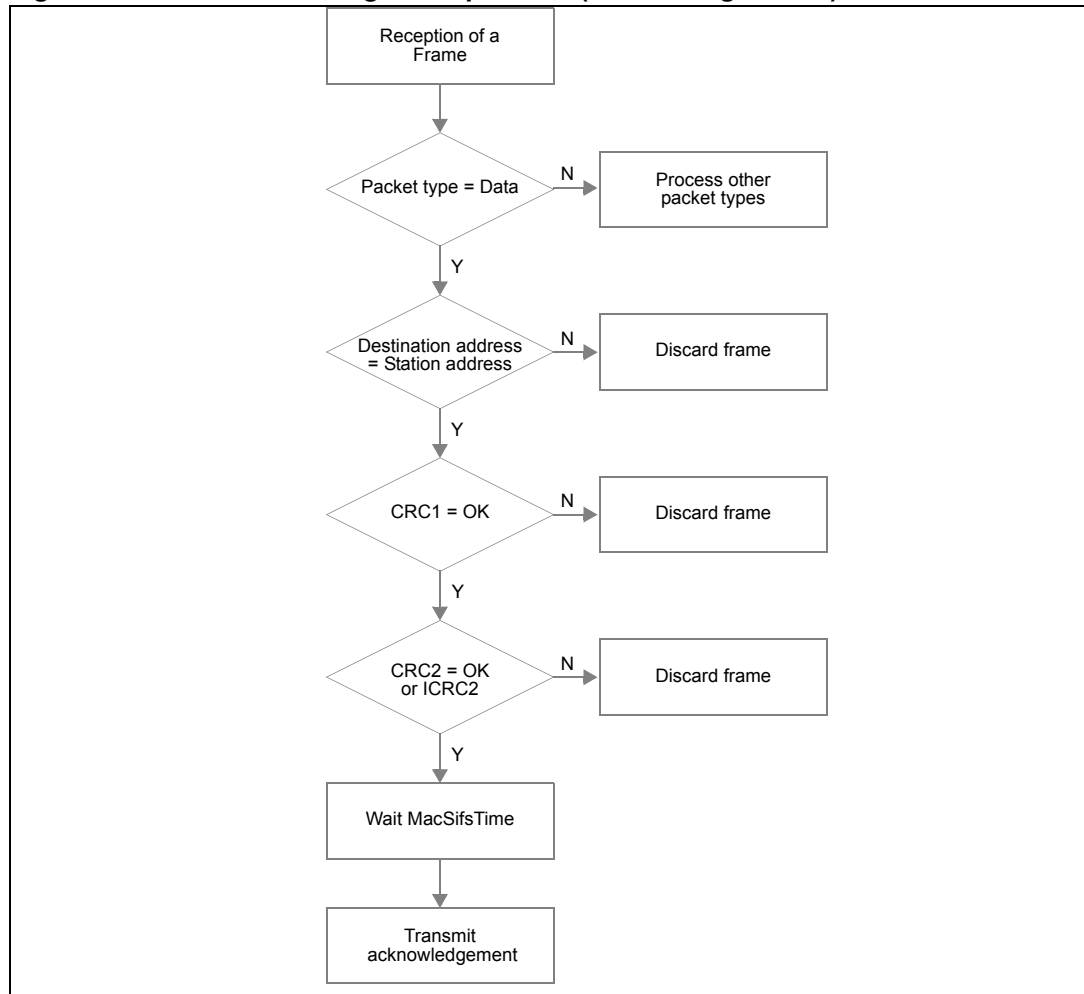 Reception of a
Frame
Packet type = Data
N
Process other
packet types
Y
Destination address
= Station address
N
Discard frame
Y
CRC1 = OK
N
Discard frame
Y
CRC2 = OK
or ICRC2
N
Discard frame
Y
Wait MacSifsTime
Transmit
acknowledgement